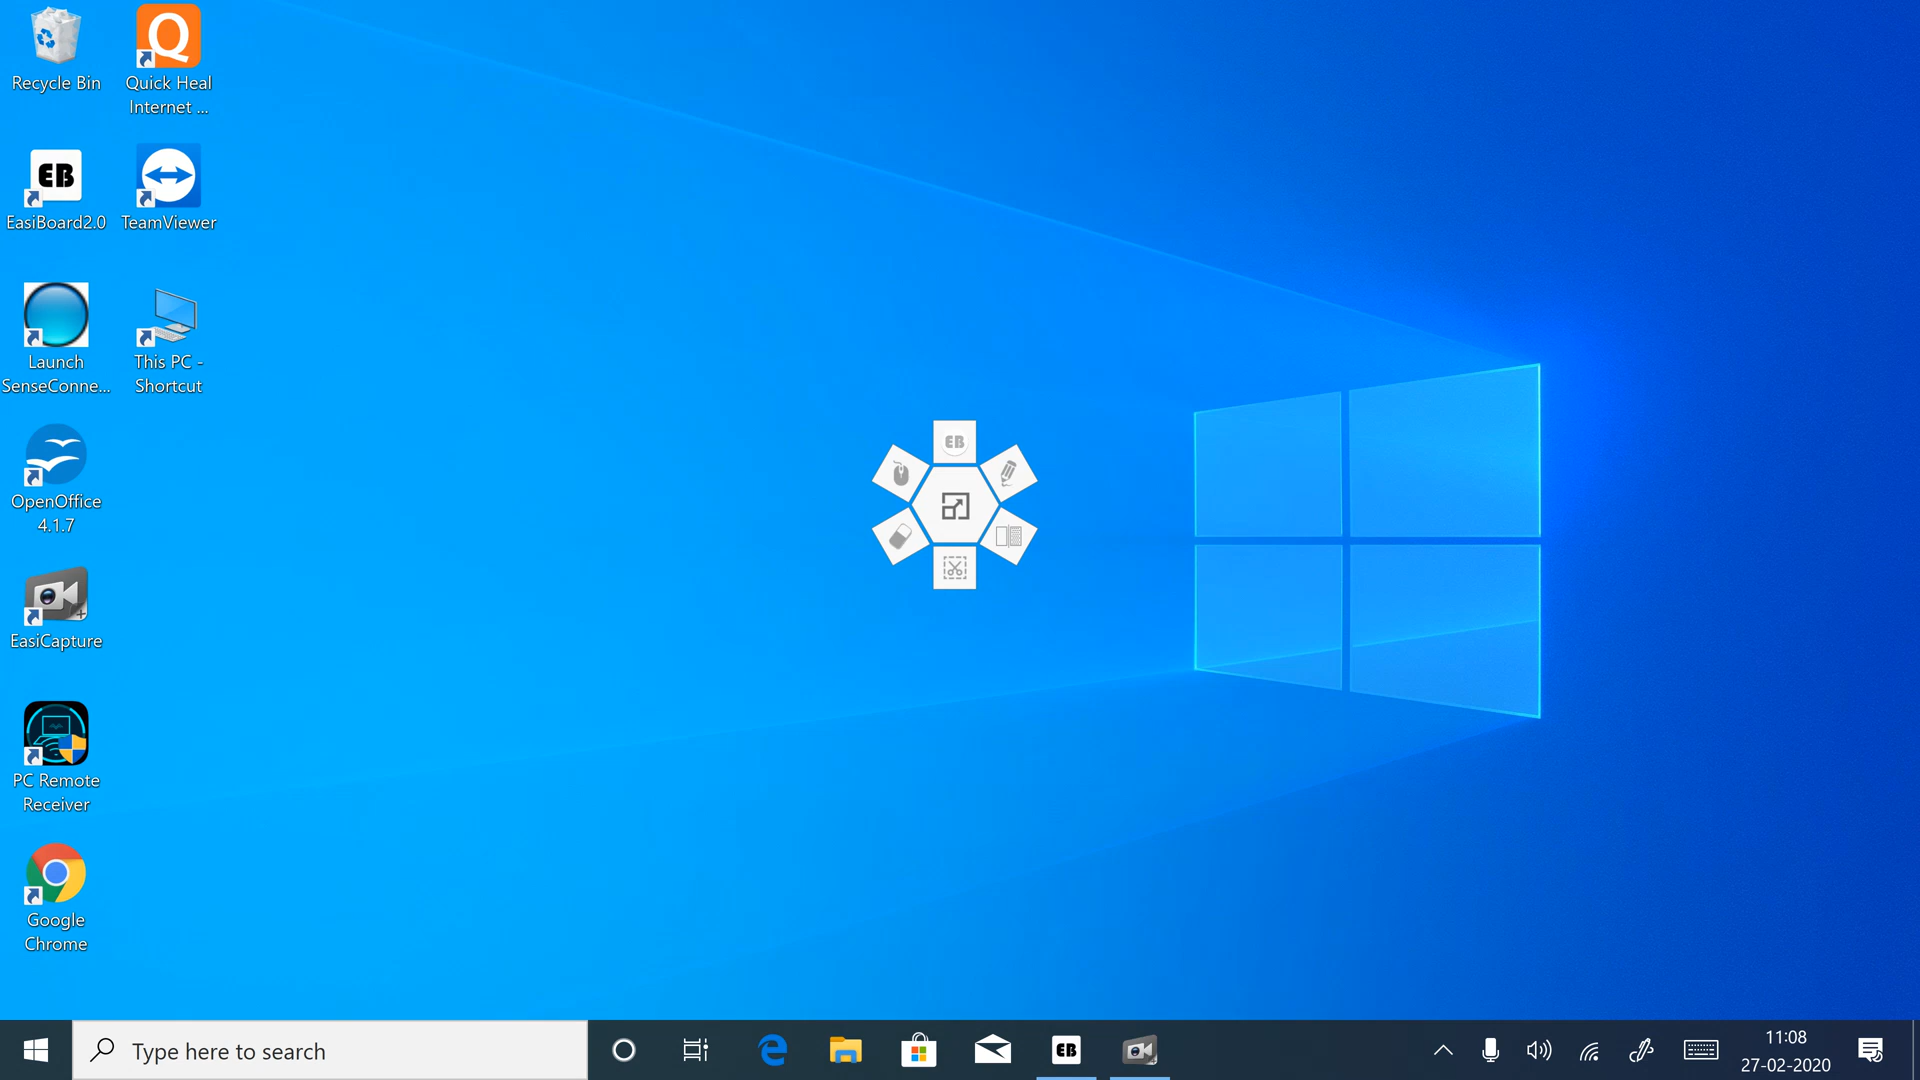 Recycle Bin
Quick Heal
Internet ...
EB
EasiBoard2.0
TeamViewer
Launch
SenseConne...
This PC -
Shortcut
OpenOffice
4.1.7
EasiCapture
PC Remote
Receiver
Google
Chrome
EB
Type here to search
EB
11:08
27-02-2020